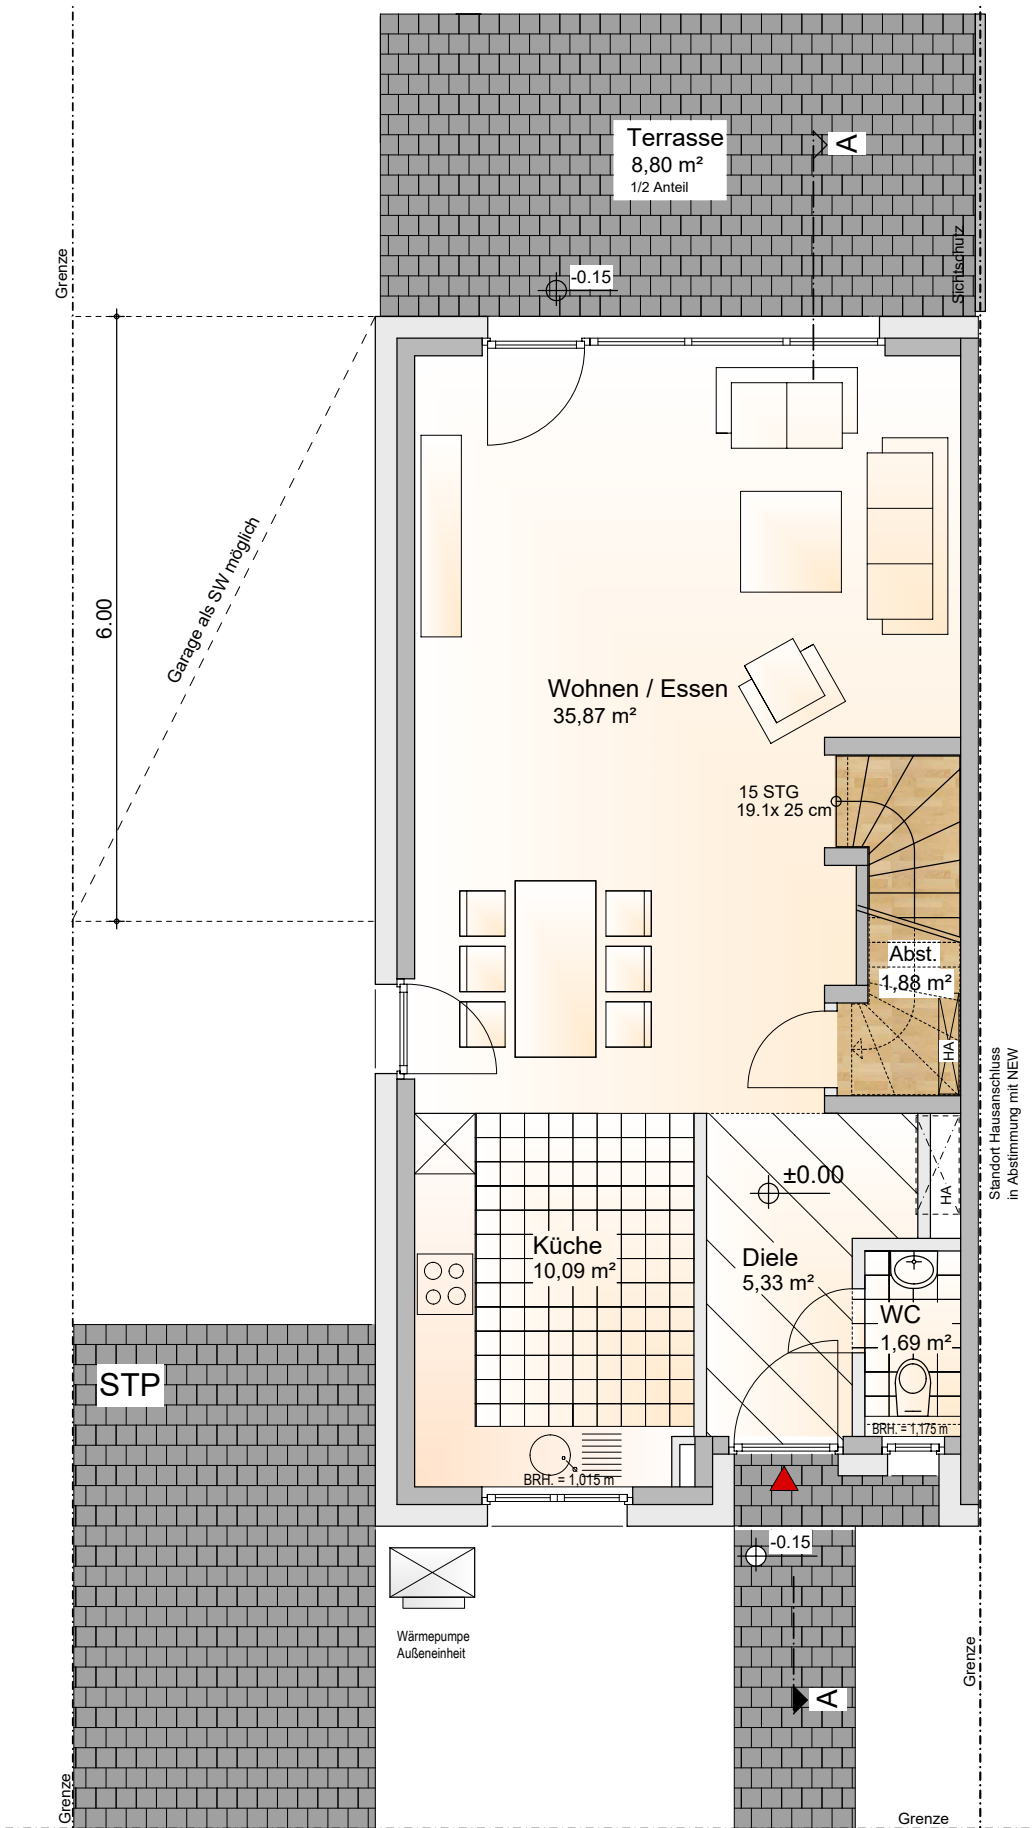 Terrasse
8,80 m²
1/2 Anteil
A
Sichtschutz
Grenze
-0.15
6.00
Garage als SW möglich
Wohnen / Essen
35,87 m²
15 STG
19.1x 25 cm
Abst.
1,88 m²
HA
Standort Hausanschluss
in Abstimmung mit NEW
±0.00
HA
Küche
10,09 m²
Diele
5,33 m²
WC
1,69 m²
STP
BRH. = 1,175 m
BRH. = 1,015 m
-0.15
Wärmepumpe
Außeneinheit
Grenze
A
Grenze
Grenze